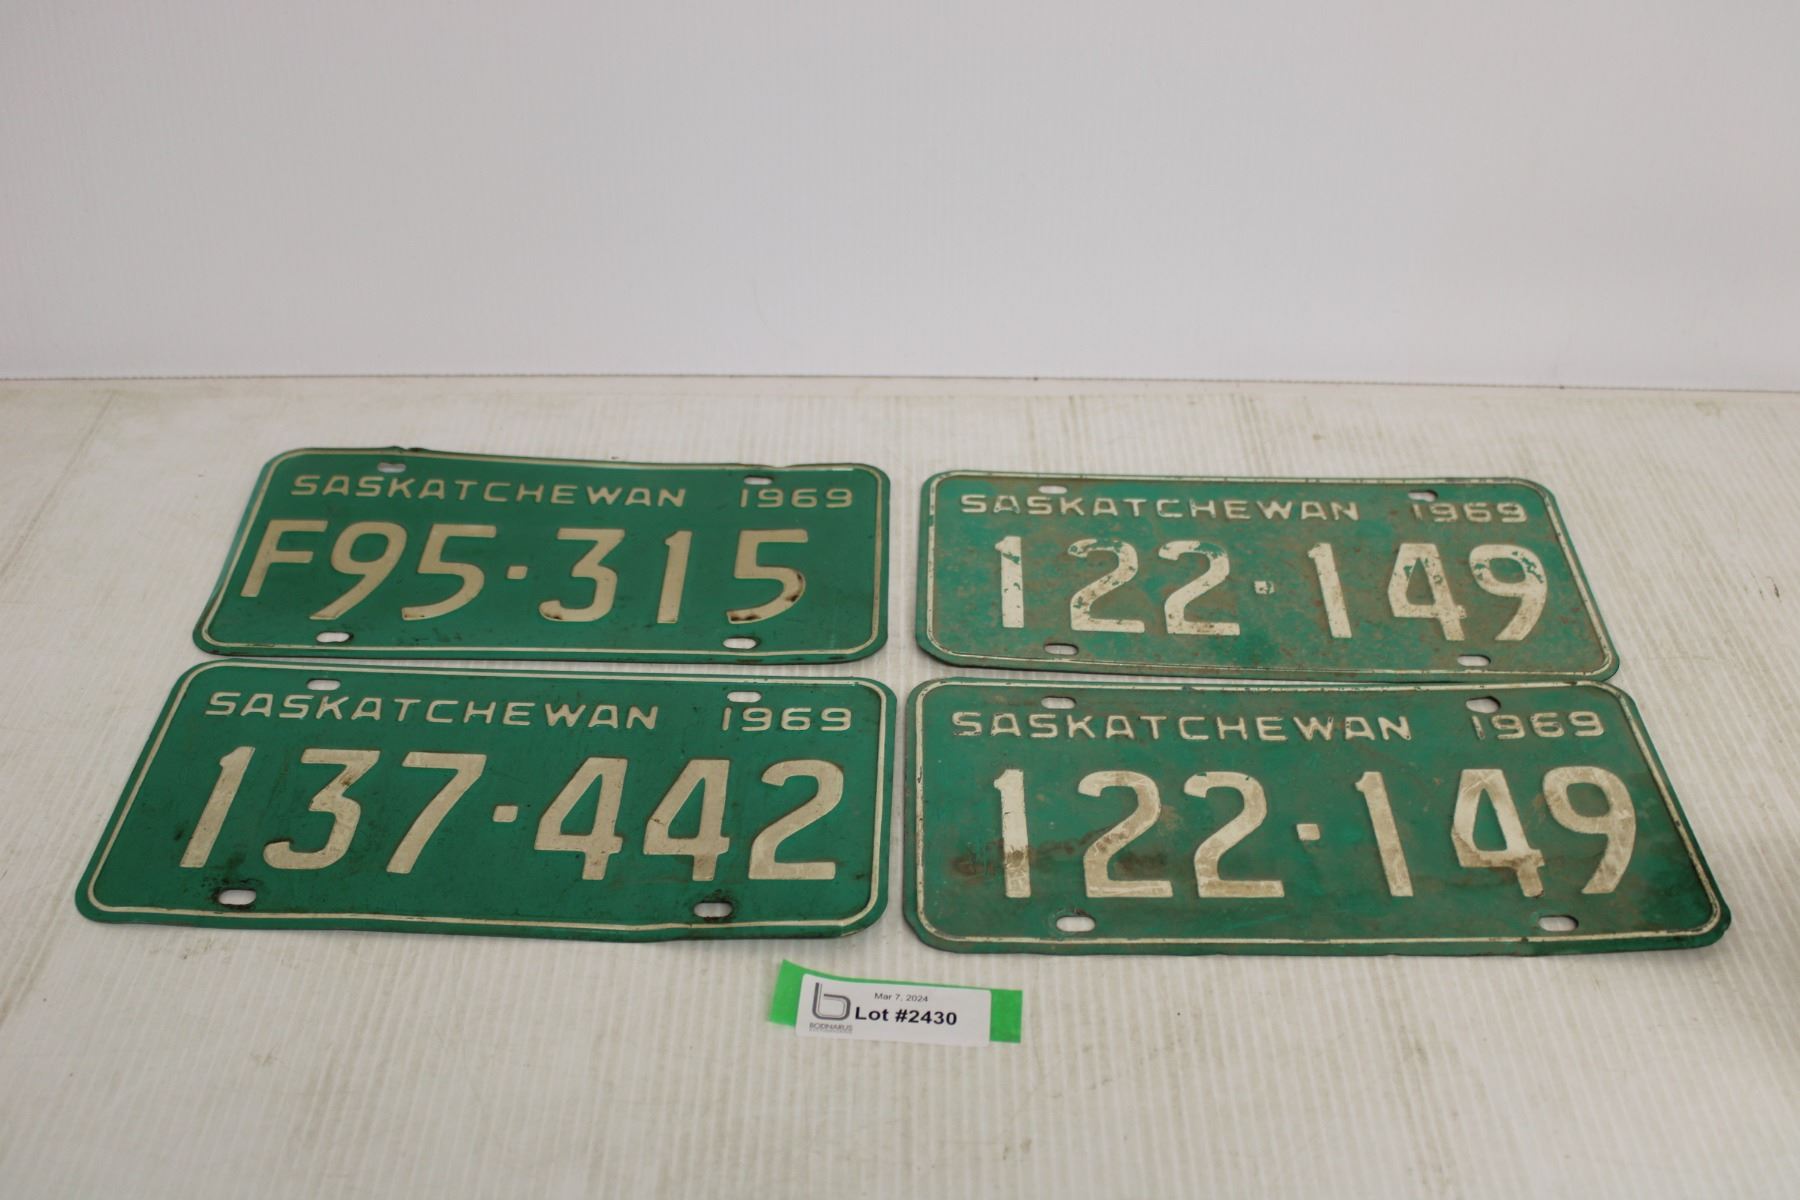 SASKATCHEWAN 1969
F95·315
SASKATCHEWAN 1969
122·149
SASKATCHEWAN 1969
137·442
SASKATCHEWAN 1969
122·149
Mar 7, 2024
Lot #2430
BODNARUS